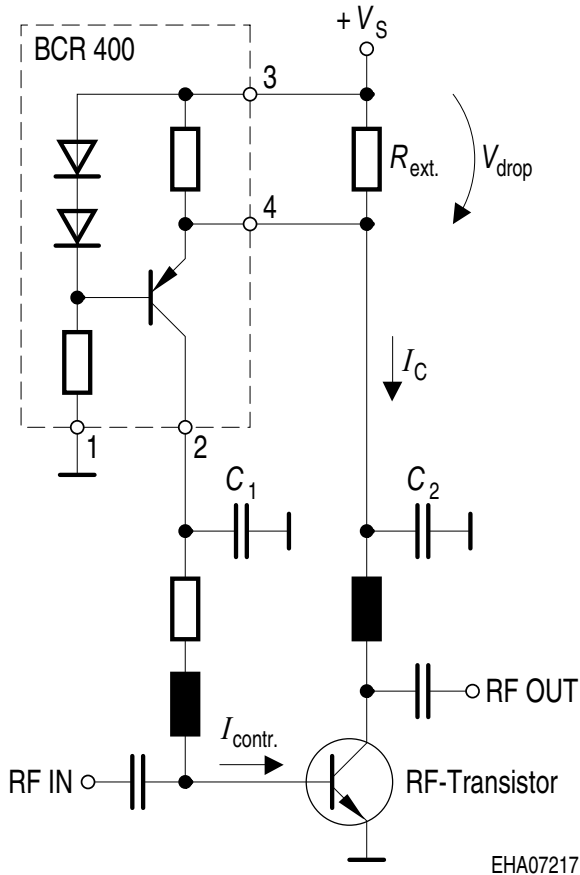 +VS
BCR 400
3
Rext.
Vdrop
4
IC
1
2
C1
C2
RF OUT
Icontr.
RF IN
RF-Transistor
EHA07217